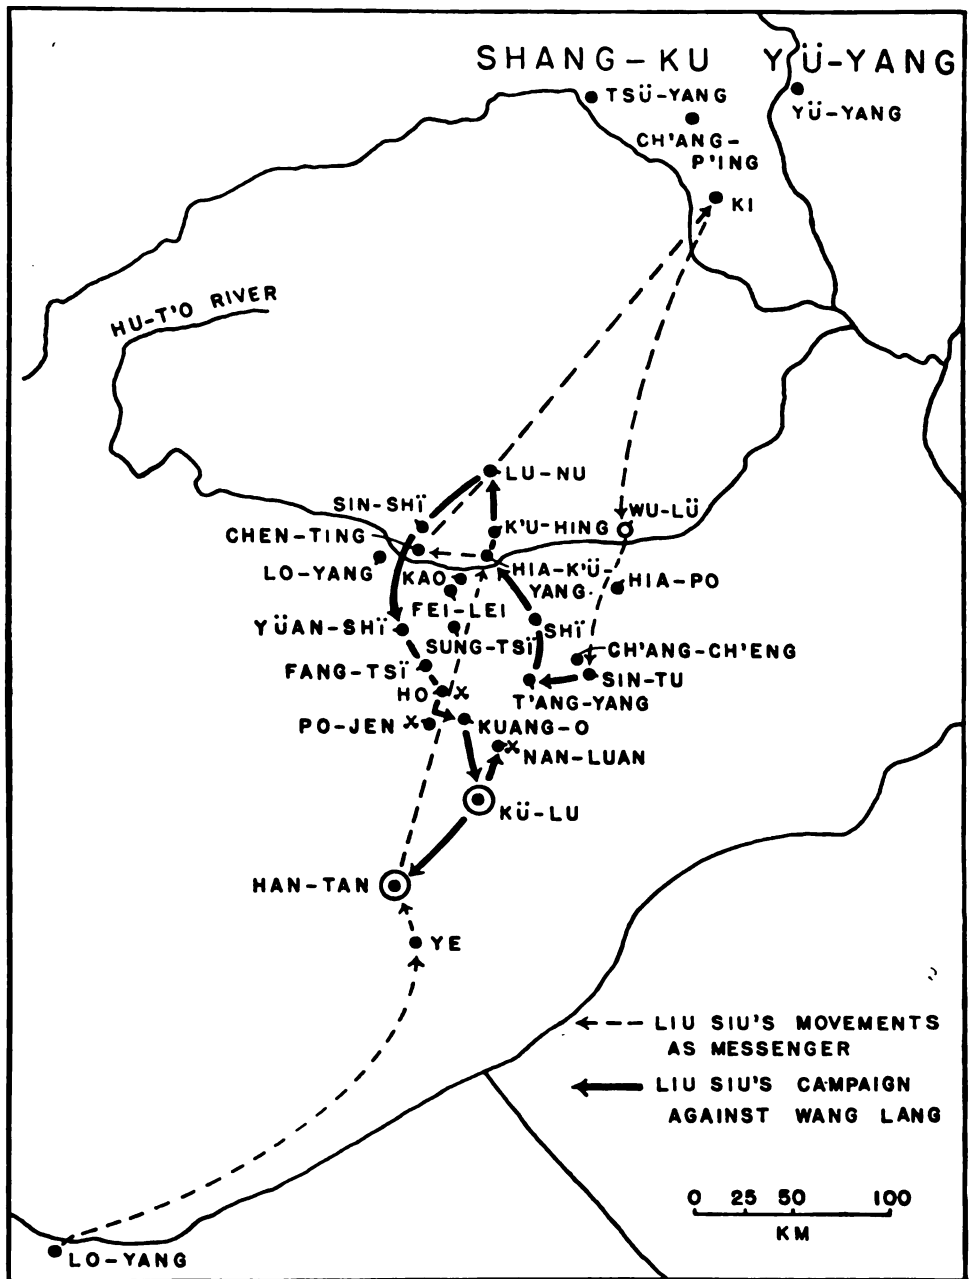 SHANG-KU
YÜ-YANG
TSÜ-YANG
YÜ-YANG
CH'ANG-
P'ING
KI
HU-T'O RIVER
LU-NU
SIN-SHÏ
K'U-HING
WU-LÜ
CHEN-TING
LO-YANG
KAO
HIA-K'Ü-
YANG
HIA-PO
FEI-LEI
YÜAN-SHÏ
SHÏ
SUNG-TSÏ
CH'ANG-CH'ENG
FANG-TSÏ
SIN-TU
HO X
T'ANG-YANG
PO-JEN X
KUANG-O
X NAN-LUAN
KÜ-LU
HAN-TAN
YE
LIU SIU'S MOVEMENTS
AS MESSENGER
LIU SIU'S CAMPAIGN
AGAINST WANG LANG
0 25 50 100
KM
LO-YANG